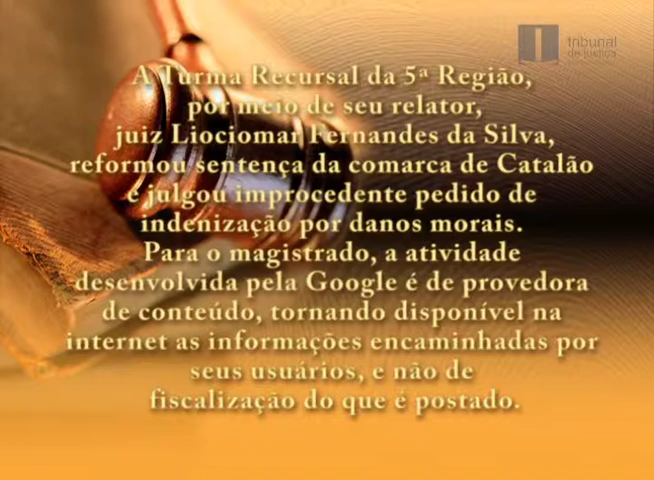 tribunal
de justiça
A Turma Recursal da 5ª Região,
por meio de seu relator,
juiz Liociomar Fernandes da Silva,
reformou sentença da comarca de Catalão
e julgou improcedente pedido de
indenização por danos morais.
Para o magistrado, a atividade
desenvolvida pela Google é de provedora
de conteúdo, tornando disponível na
internet as informações encaminhadas por
seus usuários, e não de
fiscalização do que é postado.